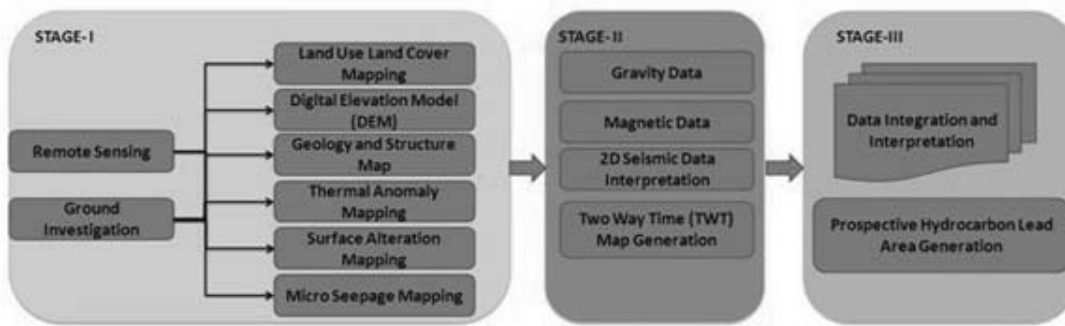 STAGE- I
Remote Sensing
Ground
Investigation
Land Use Land Cover
Mapping
Digital Elevation Model
(DEM)
Geology and Structure
Map
Thermal Anomaly
Mapping
Surface Alteration
Mapping
Micro Seepage Mapping
STAGE- II
Gravity Data
Magnetic Data
2D Seismic Data
Interpretation
Two Way Time (TWT)
Map Generation
STAGE-III
Data Integration and
Interpretation
Prospective Hydrocarbon Lead
Area Generation